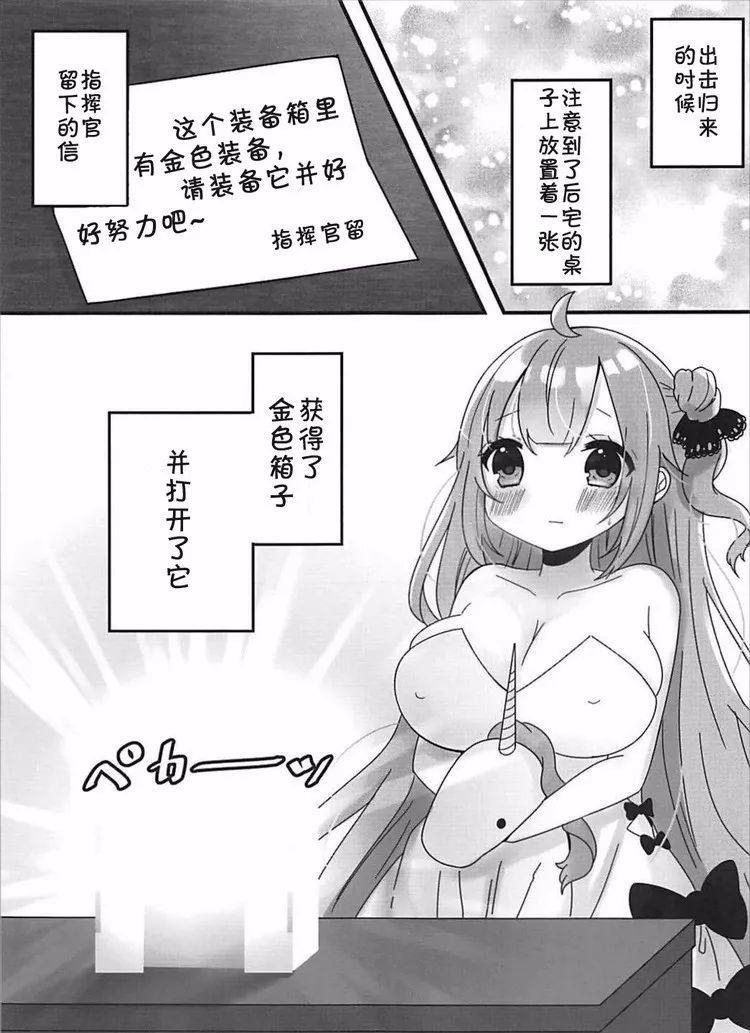 出击归来
的时候
注意到了后宅的桌
子上放置着一张
指挥官
留下的信
这个装备箱里
有金色装备，
请装备它并好
好努力吧~
指挥官留
获得了
金色箱子
并打开了它
ペカーーッ